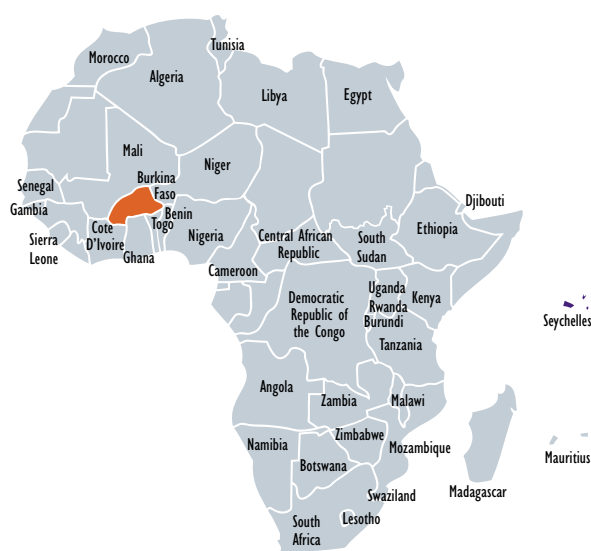 Tunisia
Morocco
Algeria
Libya
Egypt
Mali
Niger
Burkina
Faso
Senegal
Gambia
Benin
Togo
Djibouti
Cote
D'Ivoire
Sierra
Leone
Ghana
Nigeria
Ethiopia
Central African
Republic
South
Sudan
Cameroon
Uganda
Rwanda
Burundi
Kenya
Democratic
Republic of
the Congo
Seychelles
Tanzania
Angola
Zambia
Malawi
Zimbabwe
Namibia
Mozambique
Botswana
Mauritius
Swaziland
Madagascar
South
Africa
Lesotho